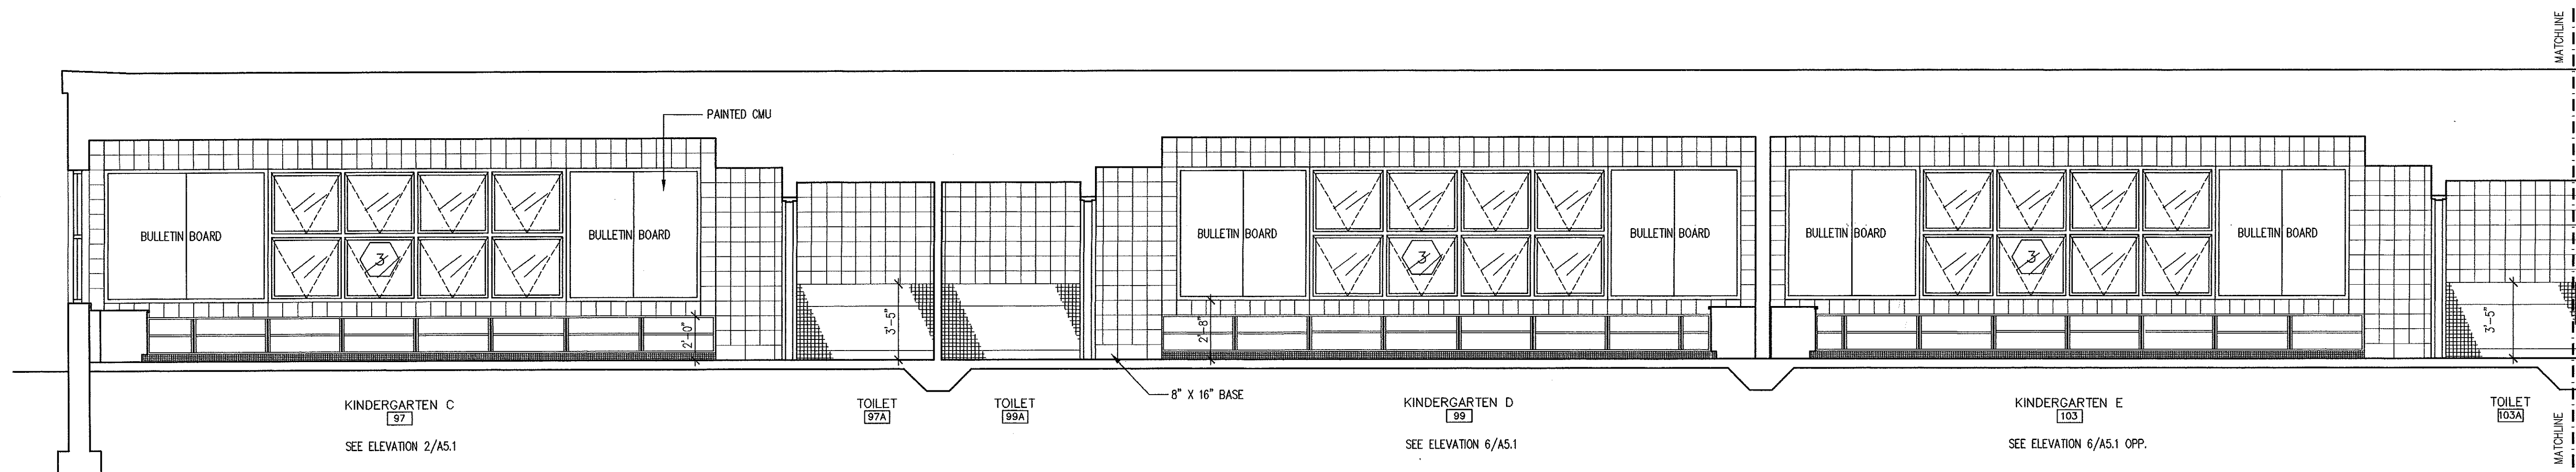 MATCHLINE
PAINTED CMU
BULLETIN BOARD
BULLETIN BOARD
BULLETIN BOARD
BULLETIN BOARD
BULLETIN BOARD
BULLETIN BOARD
3
3
3
2'-0"
3'-5"
2'-8"
3'-5"
8" X 16" BASE
KINDERGARTEN C
97
SEE ELEVATION 2/A5.1
TOILET
97A
TOILET
99A
KINDERGARTEN D
99
SEE ELEVATION 6/A5.1
KINDERGARTEN E
103
SEE ELEVATION 6/A5.1 OPP.
TOILET
103A
MATCHLINE